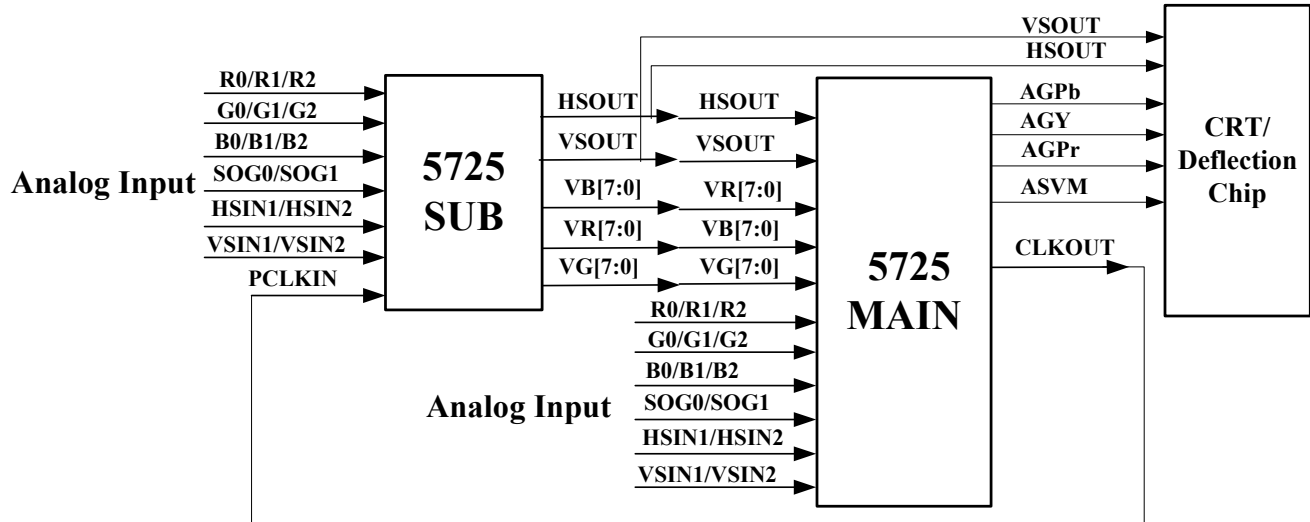 Analog Input
R0/R1/R2
G0/G1/G2
B0/B1/B2
SOG0/SOG1
HSIN1/HSIN2
VSIN1/VSIN2
PCLKIN
5725
SUB
HSOUT
VSOUT
VB[7:0]
VR[7:0]
VG[7:0]
HSOUT
VSOUT
VR[7:0]
VB[7:0]
VG[7:0]
Analog Input
R0/R1/R2
G0/G1/G2
B0/B1/B2
SOG0/SOG1
HSIN1/HSIN2
VSIN1/VSIN2
5725
MAIN
VSOUT
HSOUT
AGPb
AGY
AGPr
ASVM
CLKOUT
CRT/
Deflection
Chip